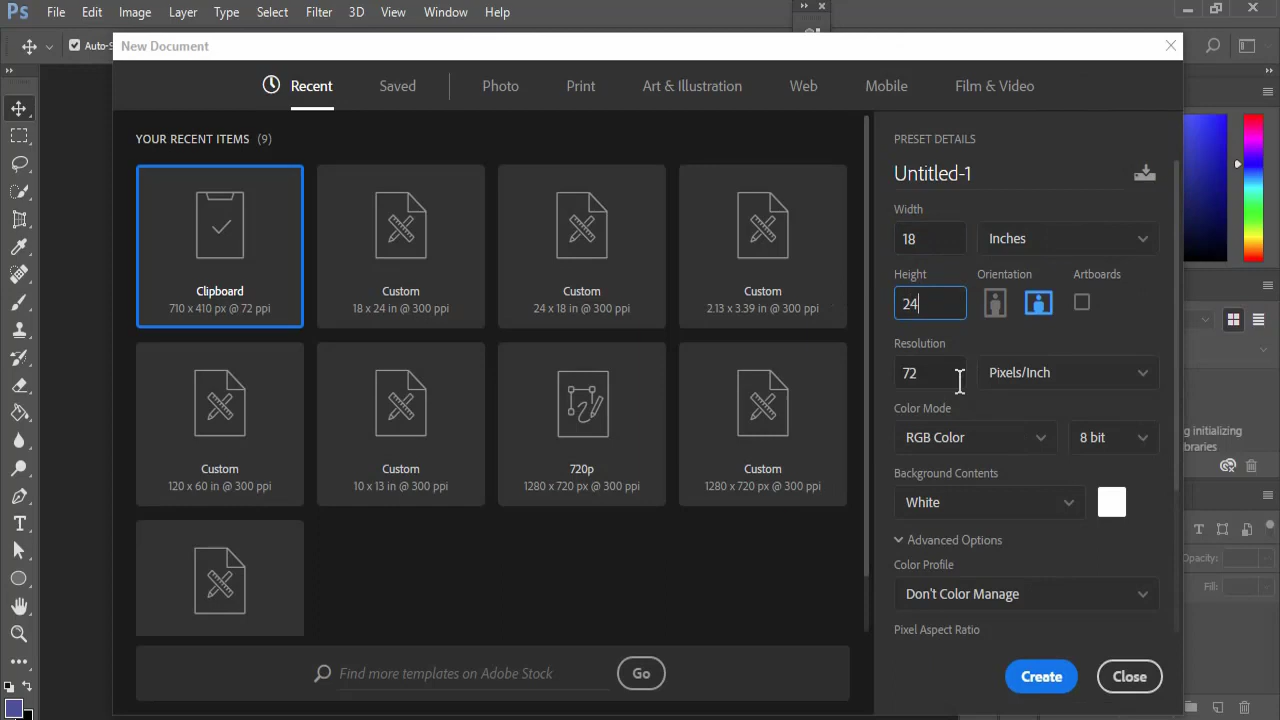 Ps File Edit Image Layer Type Select Filter 3D View Window Help
Auto-S
New Document
Recent Saved Photo Print Art & Illustration Web Mobile Film & Video
YOUR RECENT ITEMS (9)
Clipboard
710 x 410 px @ 72 ppi
Custom
18 x 24 in @ 300 ppi
Custom
24 x 18 in @ 300 ppi
Custom
2.13 x 3.39 in @ 300 ppi
Custom
120 x 60 in @ 300 ppi
Custom
10 x 13 in @ 300 ppi
720p
1280 x 720 px @ 300 ppi
Custom
1280 x 720 px @ 300 ppi
Find more templates on Adobe Stock
Go
PRESET DETAILS
Untitled-1
Width
18 Inches
Height Orientation Artboards
24
Resolution
72 Pixels/Inch
Color Mode
RGB Color 8 bit
Background Contents
White
Advanced Options
Color Profile
Don't Color Manage
Pixel Aspect Ratio
Create Close
g initializing
braries
Opacity:
Fill: